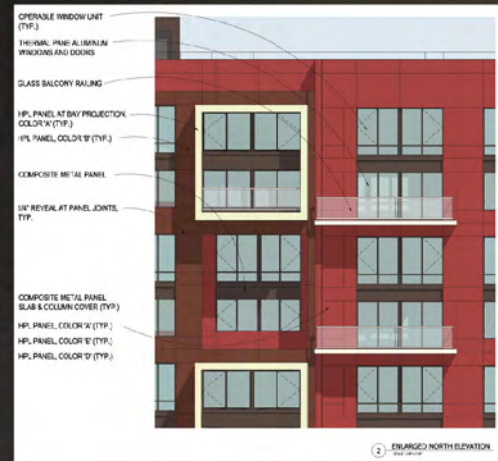 OPERABLE WINDOW UNIT
(TYP.)
THERMAL PANE ALUMINUM
WINDOWS AND DOORS
GLASS BALCONY RAILING
HPL PANEL AT BAY PROJECTION,
COLOR 'A' (TYP.)
HPL PANEL, COLOR 'B' (TYP.)
COMPOSITE METAL PANEL
1/4" REVEAL AT PANEL JOINTS,
TYP.
COMPOSITE METAL PANEL
SLAB & COLUMN COVER (TYP.)
HPL PANEL, COLOR 'A' (TYP.)
HPL PANEL, COLOR 'E' (TYP.)
HPL PANEL, COLOR 'D' (TYP.)
2 ENLARGED NORTH ELEVATION